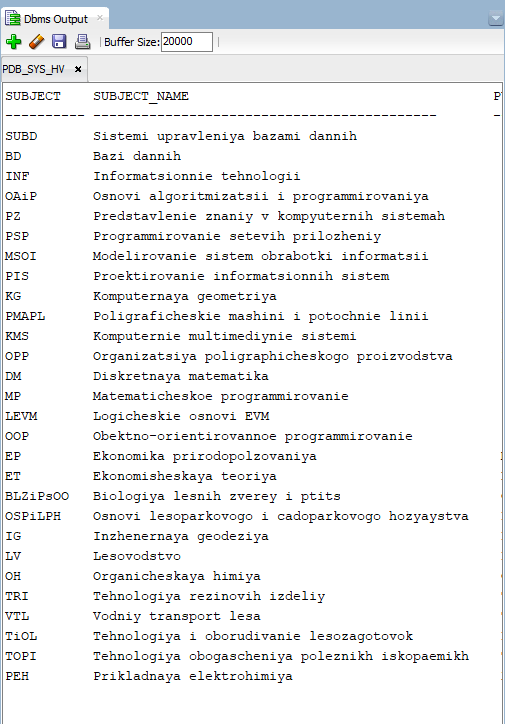 Dbms Output
Buffer Size: 20000
PDB_SYS_HV
SUBJECT SUBJECT_NAME P
---------- ------------------------------------------- -
SUBD Sistemi upravleniya bazami dannih
BD Bazi dannih
INF Informatsionnie tehnologii
OAiP Osnovi algoritmizatsii i programmirovaniya
PZ Predstavlenie znaniy v kompyuternih sistemah
PSP Programmirovanie setevih prilozheniy
MSOI Modelirovanie sistem obrabotki informatsii
PIS Proektirovanie informatsionnih sistem
KG Komputernaya geometriya
PMAPL Poligraficheskie mashini i potochnie linii
KMS Komputernie multimediynie sistemi
OPP Organizatsiya poligraphicheskogo proizvodstva
DM Diskretnaya matematika
MP Matematicheskoe programmirovanie
LEVM Logicheskie osnovi EVM
OOP Obektno-orientirovannoe programmirovanie
EP Ekonomika prirodopolzovaniya
ET Ekonomisheskaya teoriya
BLZiPsOO Biologiya lesnih zverey i ptits
OSPiLPH Osnovi lesoparkovogo i cadoparkovogo hozyaystva
IG Inzhenernaya geodeziya
LV Lesovodstvo
OH Organicheskaya himiya
TRI Tehnologiya rezinovih izdeliy
VTL Vodniy transport lesa
TiOL Tehnologiya i oborudivanie lesozagotovok
TOPI Tehnologiya obogascheniya poleznikh iskopaemikh
PEH Prikladnaya elektrohimiya